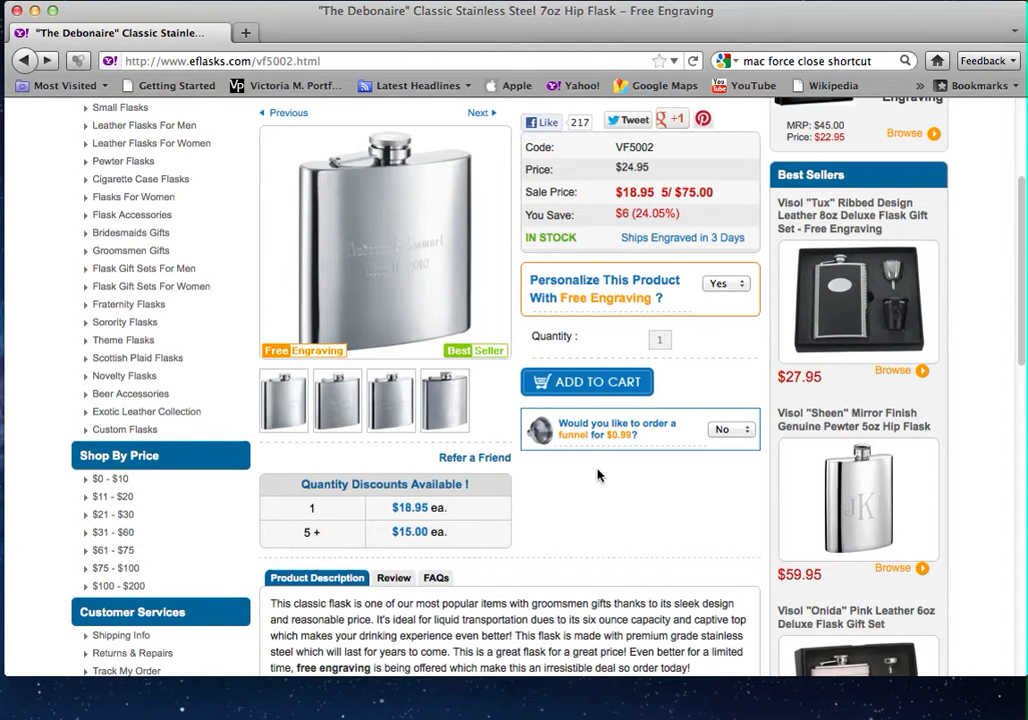 "The Debonaire" Classic Stainless Steel 7oz Hip Flask – Free Engraving
Y! "The Debonaire" Classic Stainle...
http://www.eflasks.com/vf5002.html
mac force close shortcut
Feedback
Most Visited
Getting Started
Vp Victoria M. Portf...
Latest Headlines
Apple
Y! Yahoo!
Google Maps
You Tube YouTube
W Wikipedia
» Bookmarks
Small Flasks
Leather Flasks For Men
Leather Flasks For Women
Pewter Flasks
Cigarette Case Flasks
Flasks For Women
Flask Accessories
Bridesmaids Gifts
Groomsmen Gifts
Flask Gift Sets For Men
Flask Gift Sets For Women
Fraternity Flasks
Sorority Flasks
Theme Flasks
Scottish Plaid Flasks
Novelty Flasks
Beer Accessories
Exotic Leather Collection
Custom Flasks
Shop By Price
$0 - $10
$11 - $20
$21 - $30
$31 - $60
$61 - $75
$75 - $100
$100 - $200
Customer Services
Shipping Info
Returns & Refunds
Track My Order
Previous
Next
Free Engraving
Best Seller
Refer a Friend
Quantity Discounts Available !
1 $18.95 ea.
5 + $15.00 ea.
Like 217
Tweet
g +1
Code: VF5002
Price: $24.95
Sale Price: $18.95 5/ $75.00
You Save: $6 (24.05%)
IN STOCK Ships Engraved in 3 Days
Personalize This Product
With Free Engraving ?
Yes
Quantity : 1
ADD TO CART
Would you like to order a
funnel for $0.99?
No
Product Description
Review
FAQs
This classic flask is one of our most popular items with groomsmen gifts thanks to its sleek design
and reasonable price. It's ideal for liquid transportation dues to its six ounce capacity and captive top
which makes your drinking experience even better! This flask is made with premium grade stainless
steel which will last for years to come. This is a great flask for a great price! Even better for a limited
time, free engraving is being offered which make this an irresistible deal so order today!
Engraving
MRP: $45.00
Price: $22.95
Browse
Best Sellers
Visol "Tux" Ribbed Design
Leather 8oz Deluxe Flask Gift
Set - Free Engraving
$27.95
Browse
Visol "Sheen" Mirror Finish
Genuine Pewter 5oz Hip Flask
jKl
$59.95
Browse
Visol "Onida" Pink Leather 6oz
Deluxe Flask Gift Set